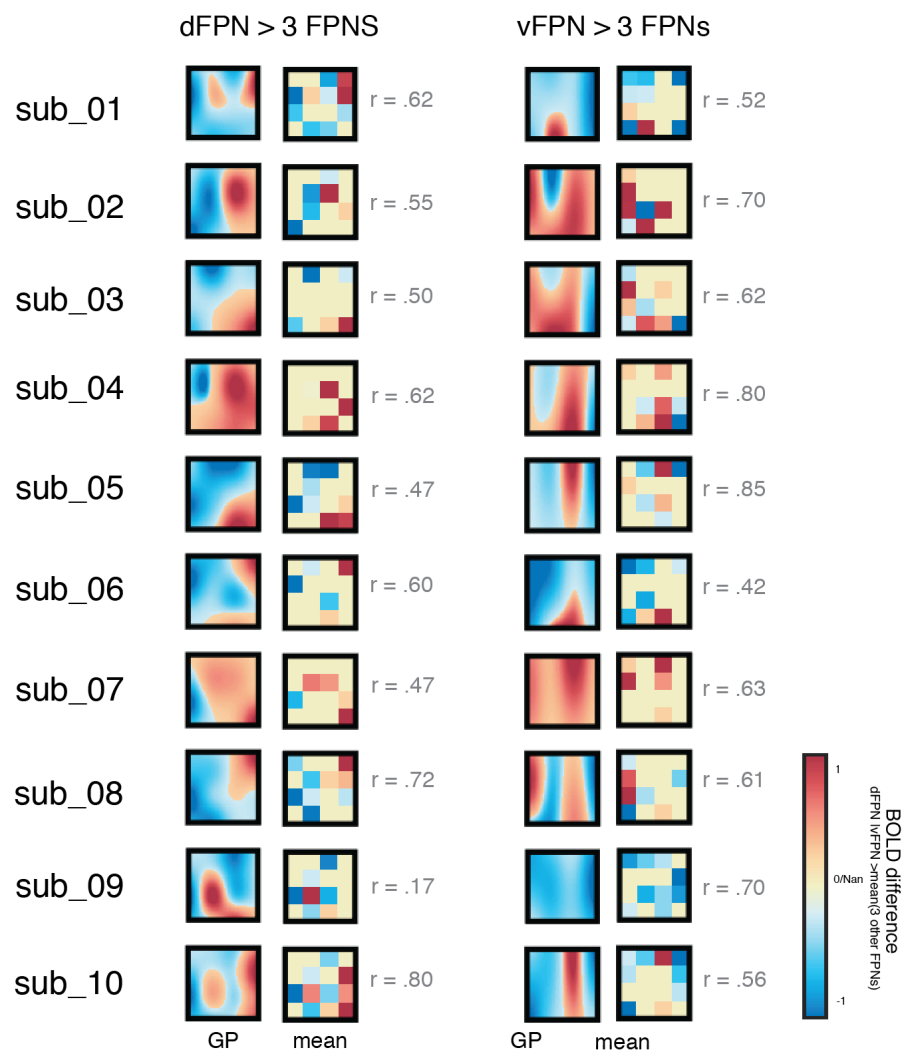 dFPN > 3 FPNS
vFPN > 3 FPNs
sub_01
r = .62
r = .52
sub_02
r = .55
r = .70
sub_03
r = .50
r = .62
sub_04
r = .62
r = .80
sub_05
r = .47
r = .85
sub_06
r = .60
r = .42
sub_07
r = .47
r = .63
sub_08
r = .72
r = .61
sub_09
r = .17
r = .70
sub_10
r = .80
r = .56
GP
mean
GP
mean
1
0/Nan
-1
BOLD difference
dFPN |vFPN >mean(3 other FPNs)